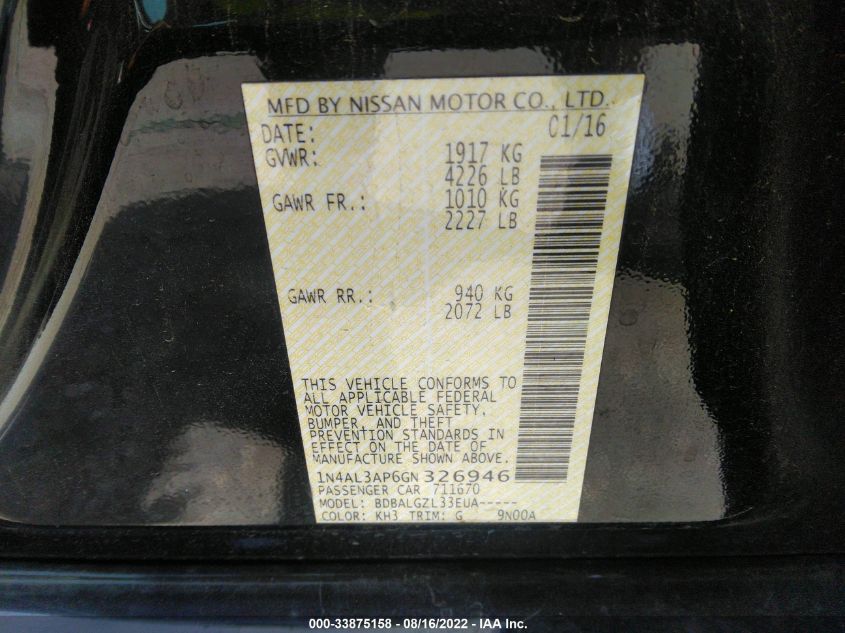 MFD BY NISSAN MOTOR CO., LTD.
DATE: 01/16
GVWR: 1917 KG
4226 LB
GAWR FR.: 1010 KG
2227 LB
GAWR RR.: 940 KG
2072 LB
THIS VEHICLE CONFORMS TO
ALL APPLICABLE FEDERAL
MOTOR VEHICLE SAFETY,
BUMPER, AND THEFT
PREVENTION STANDARDS IN
EFFECT ON THE DATE OF
MANUFACTURE SHOWN ABOVE.
1N4AL3AP6GN326946
PASSENGER CAR 711670
MODEL: BDBALGZL33EUA-----
COLOR: KH3 TRIM: G 9N00A
000-33875158 - 08/16/2022 - IAA Inc.